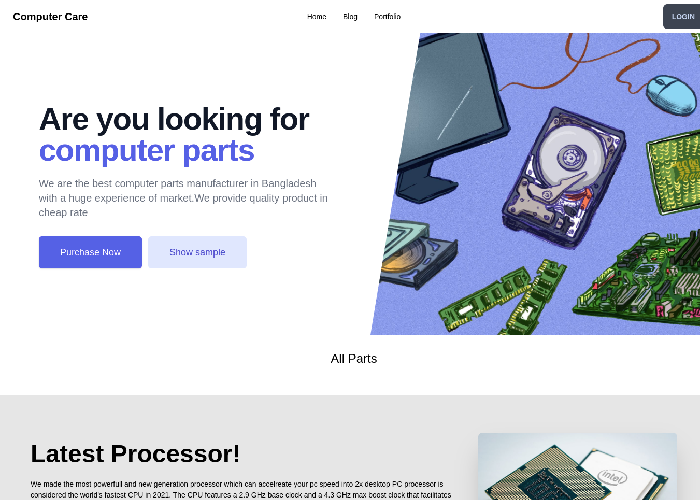 Computer Care
Home Blog Portfolio
LOGIN
Are you looking for
computer parts
We are the best computer parts manufacturer in Bangladesh
with a huge experience of market.We provide quality product in
cheap rate
Purchase Now Show sample
All Parts
Latest Processor!
We made the most powerfull and new generation processor which can accelreate your pc speed into 2x desktop PC processor is
considered the world's fastest CPU in 2021. The CPU features a 2.9 GHz base clock and a 4.3 GHz max boost clock that facilitates
intel